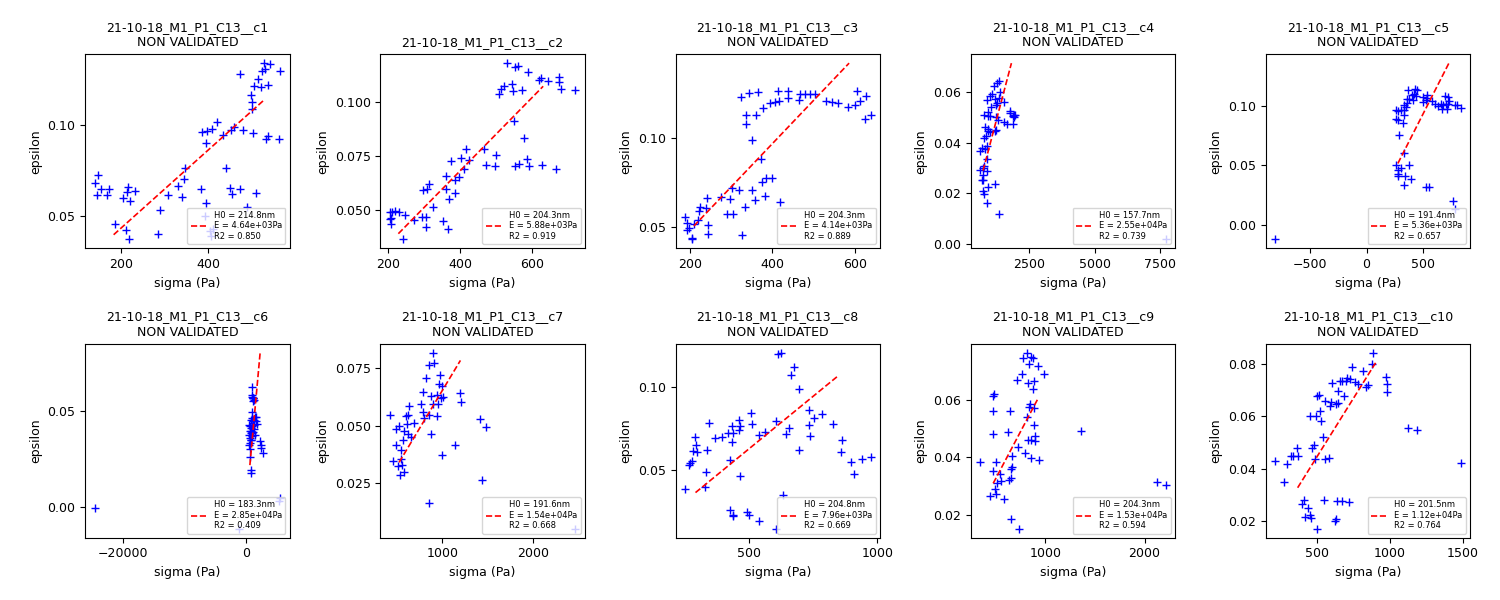 21-10-18_M1_P1_C13__c1
NON VALIDATED
0.10
0.05
epsilon
200
400
sigma (Pa)
H0 = 214.8nm
E = 4.64e+03Pa
R2 = 0.850
21-10-18_M1_P1_C13__c2
0.100
0.075
0.050
epsilon
200
400
600
sigma (Pa)
H0 = 204.3nm
E = 5.88e+03Pa
R2 = 0.919
21-10-18_M1_P1_C13__c3
NON VALIDATED
0.10
0.05
epsilon
200
400
600
sigma (Pa)
H0 = 204.3nm
E = 4.14e+03Pa
R2 = 0.889
21-10-18_M1_P1_C13__c4
NON VALIDATED
0.06
0.04
0.02
0.00
epsilon
2500
5000
7500
sigma (Pa)
H0 = 157.7nm
E = 2.55e+04Pa
R2 = 0.739
21-10-18_M1_P1_C13__c5
NON VALIDATED
0.10
0.05
0.00
epsilon
−500
0
500
sigma (Pa)
H0 = 191.4nm
E = 5.36e+03Pa
R2 = 0.657
21-10-18_M1_P1_C13__c6
NON VALIDATED
0.05
0.00
epsilon
−20000
0
sigma (Pa)
H0 = 183.3nm
E = 2.85e+04Pa
R2 = 0.409
21-10-18_M1_P1_C13__c7
NON VALIDATED
0.075
0.050
0.025
epsilon
1000
2000
sigma (Pa)
H0 = 191.6nm
E = 1.54e+04Pa
R2 = 0.668
21-10-18_M1_P1_C13__c8
NON VALIDATED
0.10
0.05
epsilon
500
1000
sigma (Pa)
H0 = 204.8nm
E = 7.96e+03Pa
R2 = 0.669
21-10-18_M1_P1_C13__c9
NON VALIDATED
0.06
0.04
0.02
epsilon
1000
2000
sigma (Pa)
H0 = 204.3nm
E = 1.53e+04Pa
R2 = 0.594
21-10-18_M1_P1_C13__c10
NON VALIDATED
0.08
0.06
0.04
0.02
epsilon
500
1000
1500
sigma (Pa)
H0 = 201.5nm
E = 1.12e+04Pa
R2 = 0.764